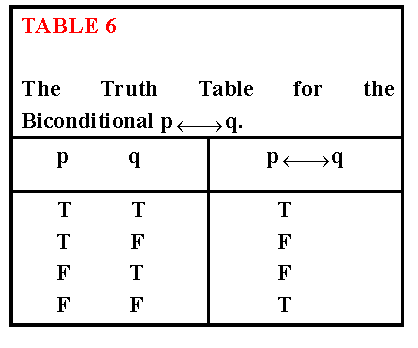 TABLE 6
The Truth Table for the
Biconditional p ⟷ q.
p q p ⟷ q
T T T
T F F
F T F
F F T